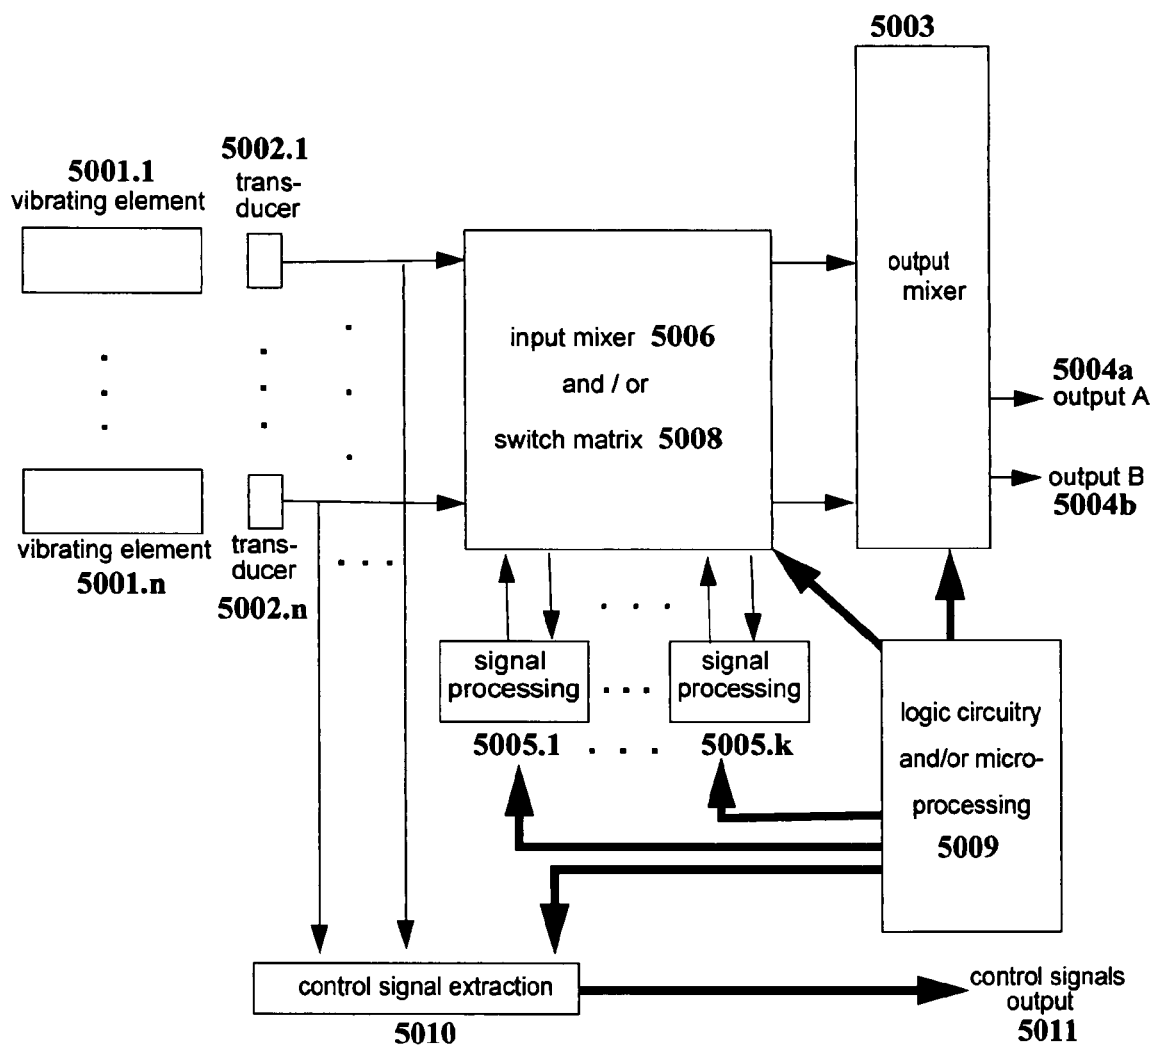 5003
5002.1
5001.1
trans-
ducer
vibrating element
output
mixer
input mixer 5006
and / or
switch matrix 5008
5004a
output A
output B
5004b
vibrating element
5001.n
trans-
ducer
5002.n
signal
processing
signal
processing
5005.1
5005.k
logic circuitry
and/or micro-
processing
5009
control signal extraction
5010
control signals
output
5011